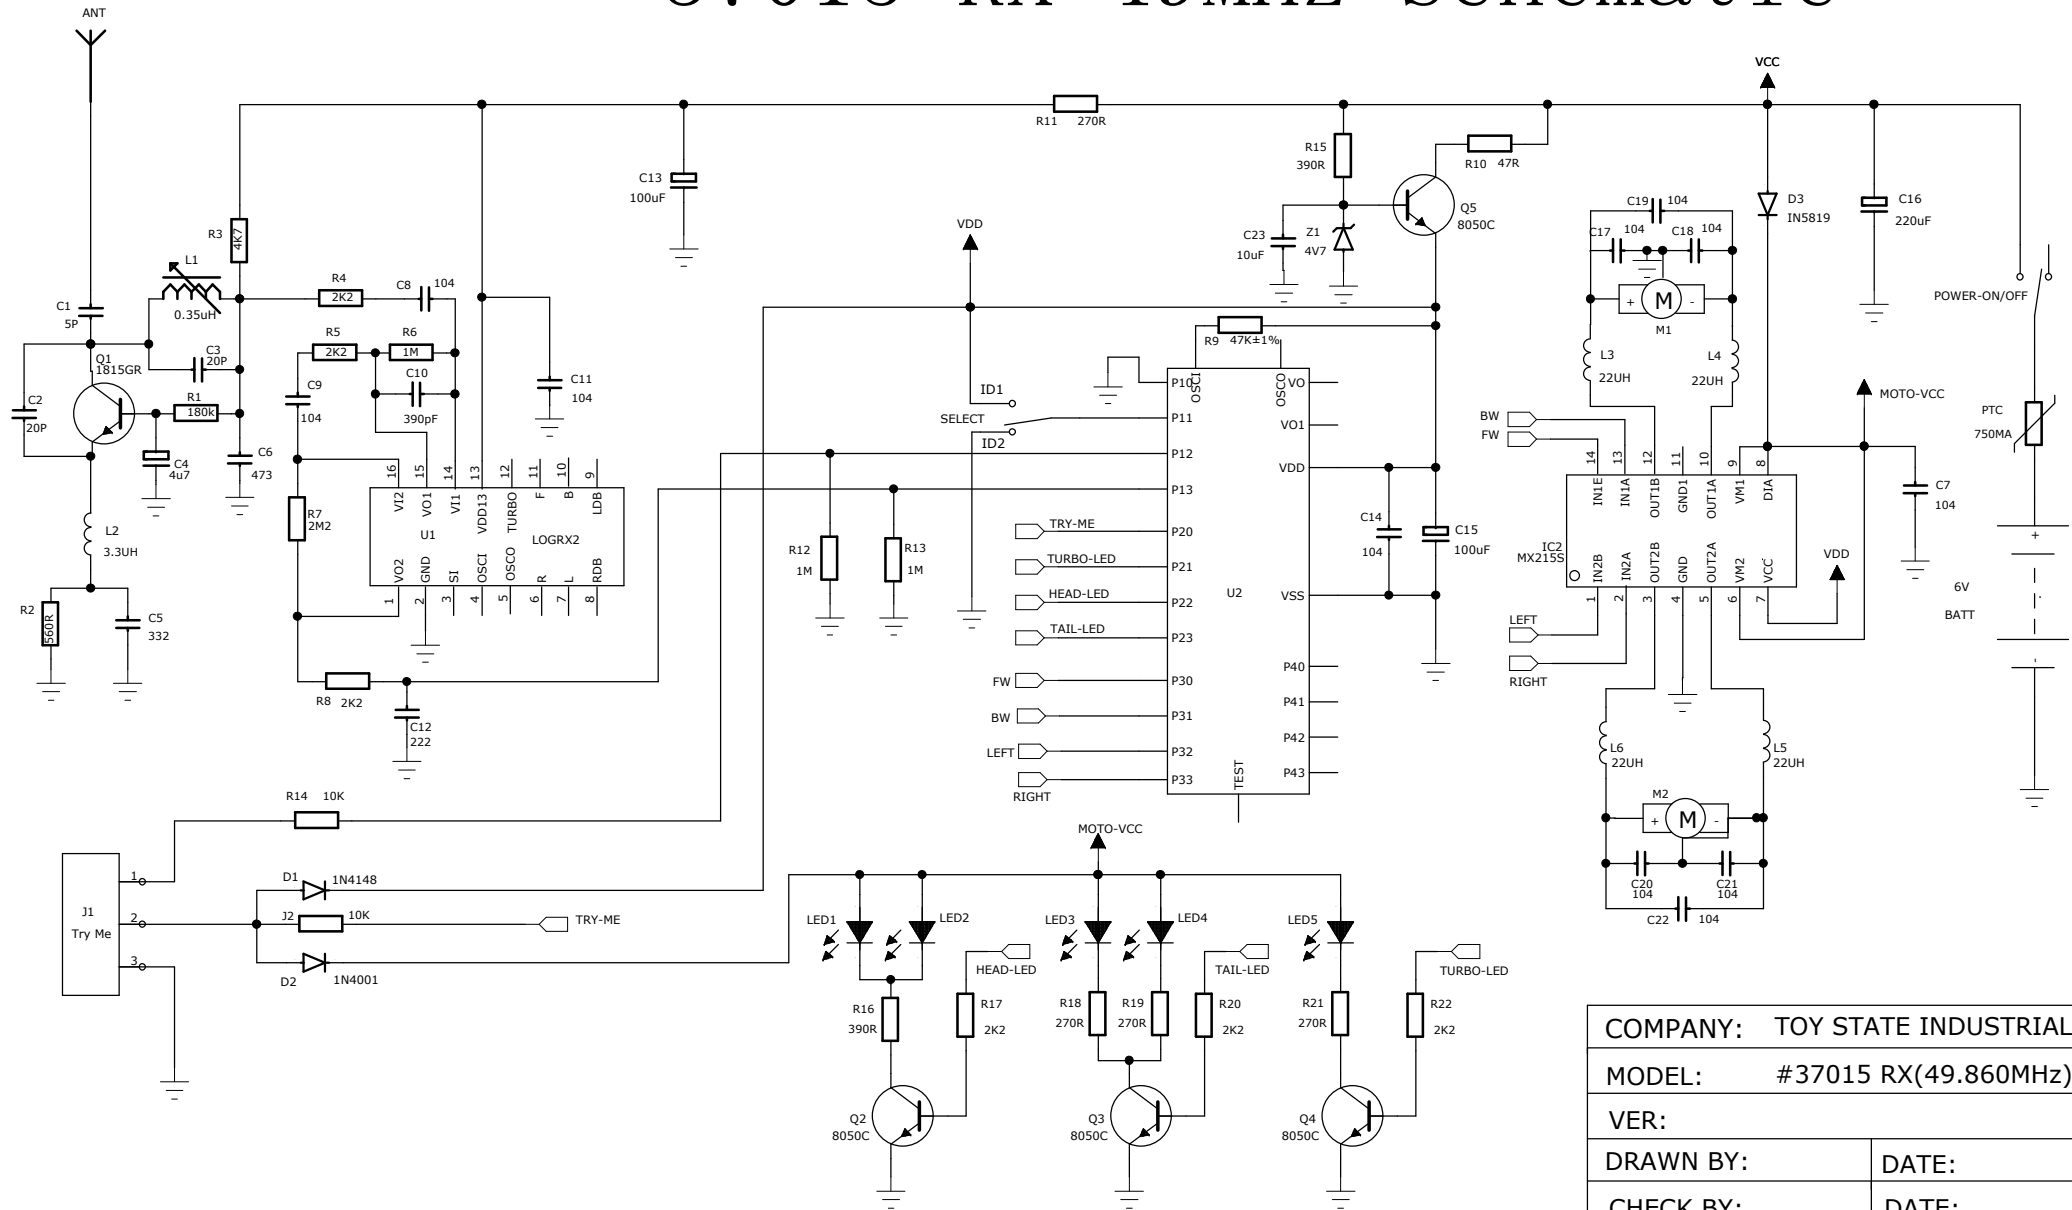 ANT
VCC
R11 270R
R15
390R
R10 47R
C13
100uF
C19 104
D3
IN5819
C16
220uF
Q5
8050C
VDD
C23
10uF
Z1
4V7
C17 104 C18 104
R3
4K7
L1
0.35uH
R4
2K2
C8 104
C1
5P
POWER-ON/OFF
+ M -
M1
R5
2K2
R6
1M
R9 47K±1%
C3
20P
Q1
1815GR
C10
390pF
C11
104
L3
22UH
L4
22UH
C2
20P
R1
180k
C9
104
ID1
SELECT
ID2
P10
P11
P12
P13
P20
P21
P22
P23
P30
P31
P32
P33
OSCI
OSCO
VO
VO1
VDD
VSS
P40
P41
P42
P43
TEST
U2
MOTO-VCC
BW
FW
PTC
750MA
C4
4u7
C6
473
16 15 14 13 12 11 10 9
VI2 VO1 VI1 VDD13 TURBO F B LDB
U1
LOGRX2
VO2 GND SI OSCI OSCO R L RDB
1 2 3 4 5 6 7 8
R7
2M2
L2
3.3UH
R2
560R
C5
332
R12
1M
R13
1M
TRY-ME
TURBO-LED
HEAD-LED
TAIL-LED
FW
BW
LEFT
RIGHT
C14
104
C15
100uF
14 13 12 11 10 9 8
IN1E IN1A OUT1B GND1 OUT1A VM1 DIA
IC2
MX215S
IN2B IN2A OUT2B GND OUT2A VM2 VCC
1 2 3 4 5 6 7
VDD
C7
104
+
6V
BATT
-
LEFT
RIGHT
R8 2K2
C12
222
L6
22UH
L5
22UH
M2
+ M -
C20
104
C21
104
C22 104
R14 10K
J1
Try Me
1
2
3
D1 1N4148
J2 10K
TRY-ME
D2 1N4001
MOTO-VCC
LED1 LED2 LED3 LED4 LED5
HEAD-LED
TAIL-LED
TURBO-LED
R16
390R
R17
2K2
R18
270R
R19
270R
R20
2K2
R21
270R
R22
2K2
Q2
8050C
Q3
8050C
Q4
8050C
COMPANY: TOY STATE INDUSTRIAL
MODEL: #37015 RX(49.860MHz)
VER:
DRAWN BY: DATE:
CHECK BY: DATE: